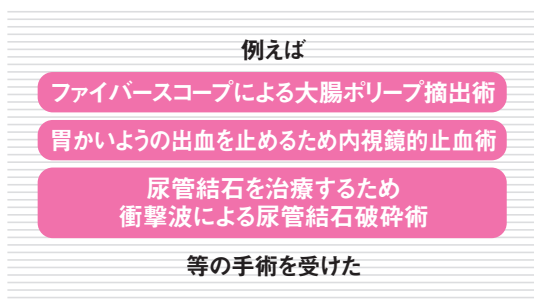 例えば
ファイバースコープによる大腸ポリープ摘出術
胃かいようの出血を止めるため内視鏡的止血術
尿管結石を治療するため
衝撃波による尿管結石破砕術
等の手術を受けた